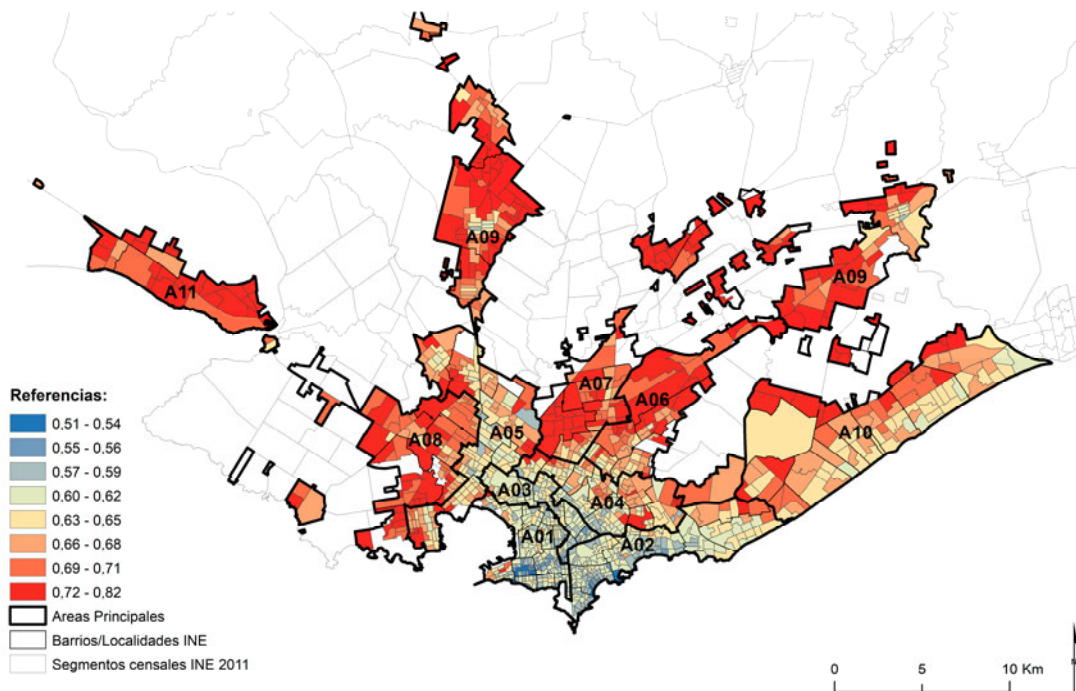 A09
A09
A11
A07
A06
A08
A05
A10
A03
A04
A01
A02
Referencias:
0,51 - 0,54
0,55 - 0,56
0,57 - 0,59
0,60 - 0,62
0,63 - 0,65
0,66 - 0,68
0,69 - 0,71
0,72 - 0,82
Areas Principales
Barrios/Localidades INE
Segmentos censales INE 2011
0 5 10 Km